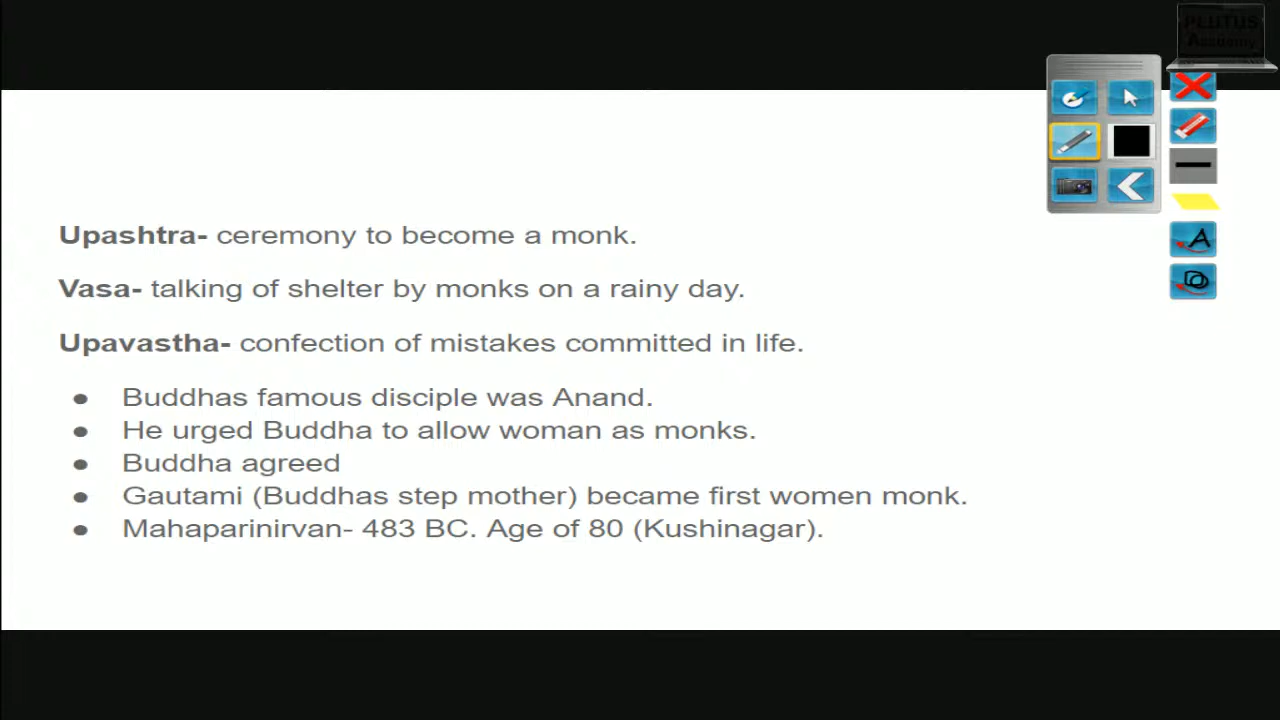 PLUTUS
Academy
Upashtra- ceremony to become a monk.
Vasa- talking of shelter by monks on a rainy day.
Upavastha- confection of mistakes committed in life.
● Buddhas famous disciple was Anand.
● He urged Buddha to allow woman as monks.
● Buddha agreed
● Gautami (Buddhas step mother) became first women monk.
● Mahaparinirvan- 483 BC. Age of 80 (Kushinagar).